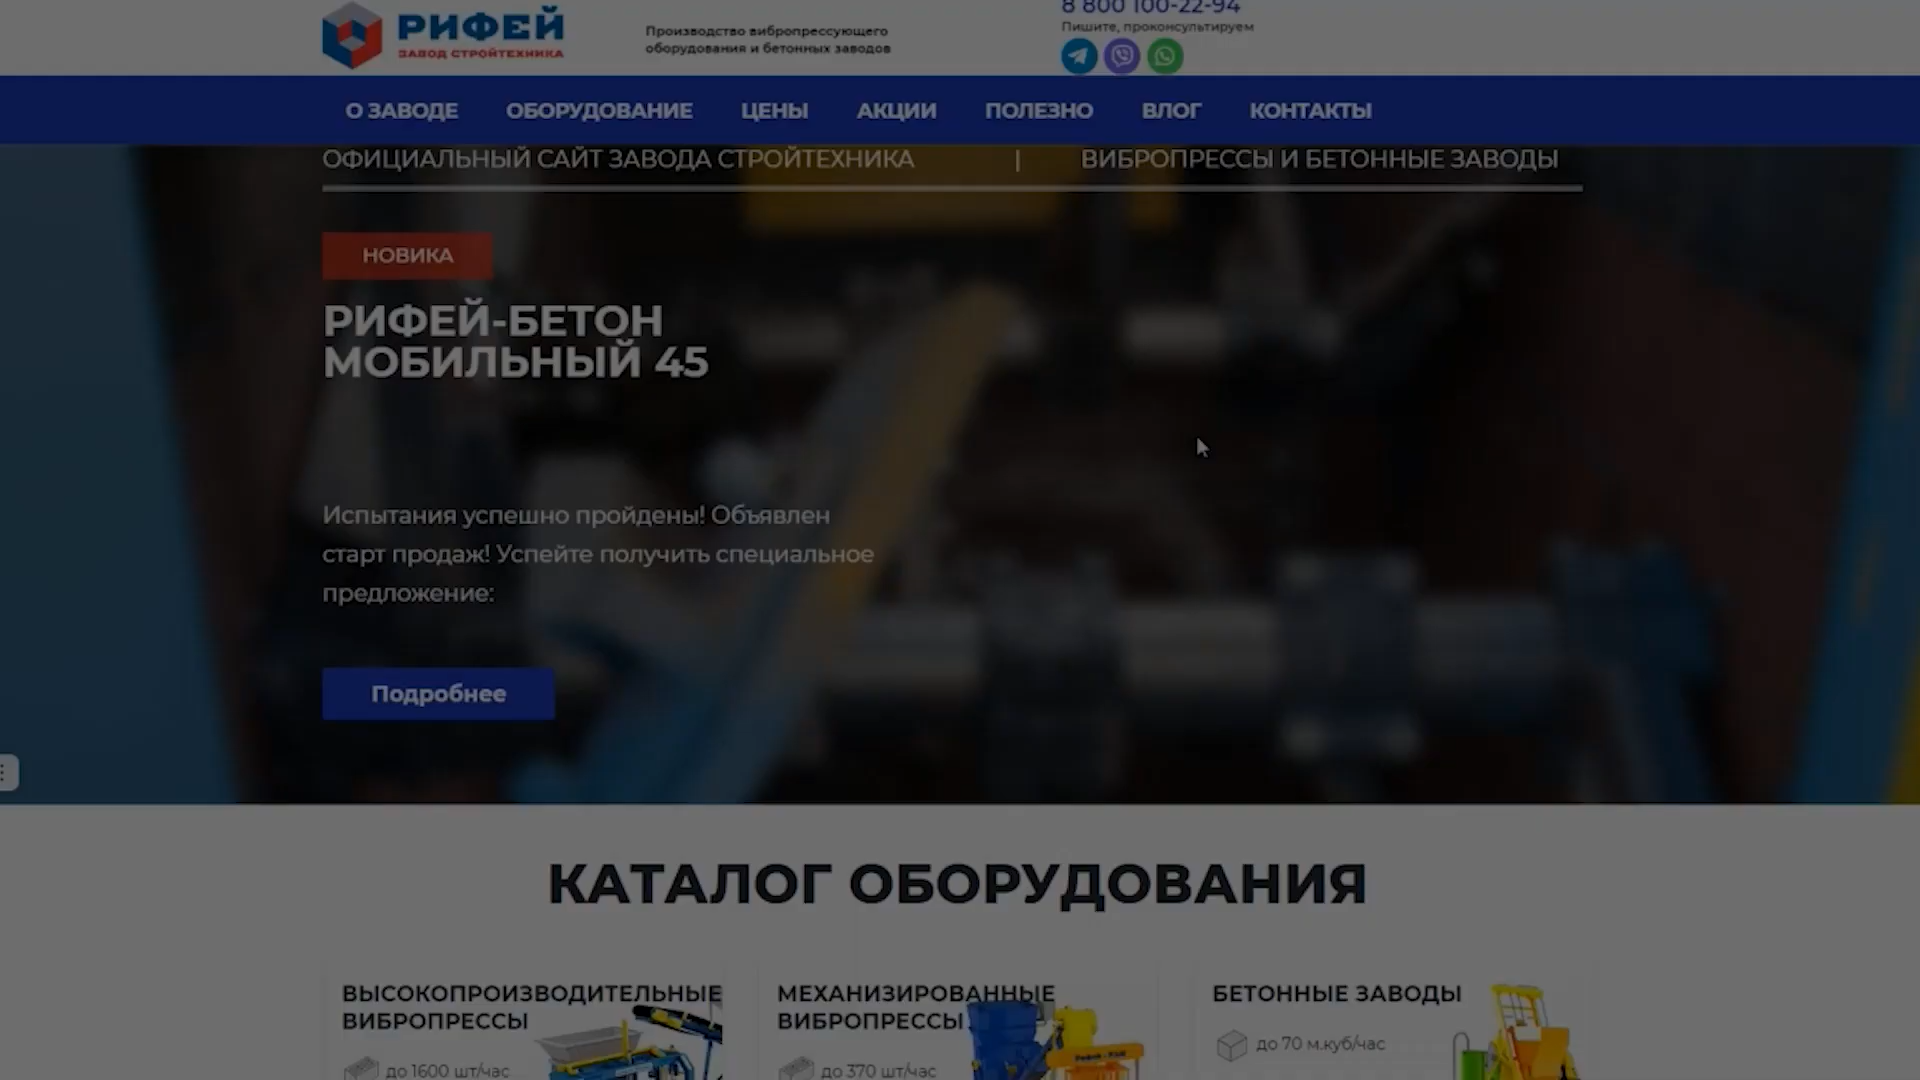 РИФЕЙ
ЗАВОД СТРОЙТЕХНИКА
Производство вибропрессующего
оборудования и бетонных заводов
8 800 100-22-94
Пишите, проконсультируем
О ЗАВОДЕ ОБОРУДОВАНИЕ ЦЕНЫ АКЦИИ ПОЛЕЗНО ВЛОГ КОНТАКТЫ
ОФИЦИАЛЬНЫЙ САЙТ ЗАВОДА СТРОЙТЕХНИКА | ВИБРОПРЕССЫ И БЕТОННЫЕ ЗАВОДЫ
НОВИКА
РИФЕЙ-БЕТОН
МОБИЛЬНЫЙ 45
Испытания успешно пройдены! Объявлен
старт продаж! Успейте получить специальное
предложение:
Подробнее
КАТАЛОГ ОБОРУДОВАНИЯ
ВЫСОКОПРОИЗВОДИТЕЛЬНЫЕ
ВИБРОПРЕССЫ
до 1600 шт/час
МЕХАНИЗИРОВАННЫЕ
ВИБРОПРЕССЫ
до 370 шт/час
БЕТОННЫЕ ЗАВОДЫ
до 70 м.куб/час